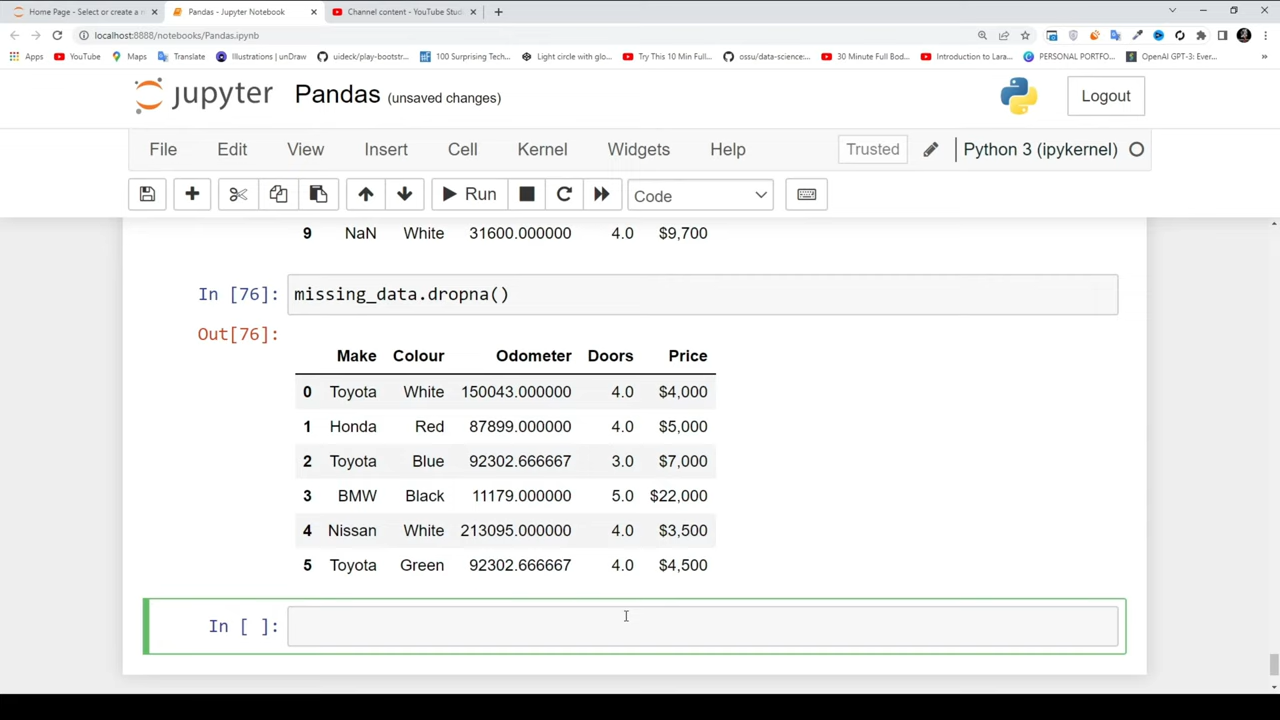 Home Page - Select or create a n
Pandas - Jupyter Notebook
Channel content - YouTube Stud
localhost:8888/notebooks/Pandas.ipynb
Apps YouTube Maps Translate Illustrations | unDraw uideck/play-bootstr... 100 Surprising Tech... Light circle with glo... Try This 10 Min Full... ossu/data-science:... 30 Minute Full Bod... Introduction to Lara... PERSONAL PORTFO... OpenAI GPT-3: Ever... »
jupyter Pandas (unsaved changes) Logout
File Edit View Insert Cell Kernel Widgets Help Trusted Python 3 (ipykernel)
Run Code
9 NaN White 31600.000000 4.0 $9,700
In [76]: missing_data.dropna()
Out[76]:
Make Colour Odometer Doors Price
0 Toyota White 150043.000000 4.0 $4,000
1 Honda Red 87899.000000 4.0 $5,000
2 Toyota Blue 92302.666667 3.0 $7,000
3 BMW Black 11179.000000 5.0 $22,000
4 Nissan White 213095.000000 4.0 $3,500
5 Toyota Green 92302.666667 4.0 $4,500
In [ ]: